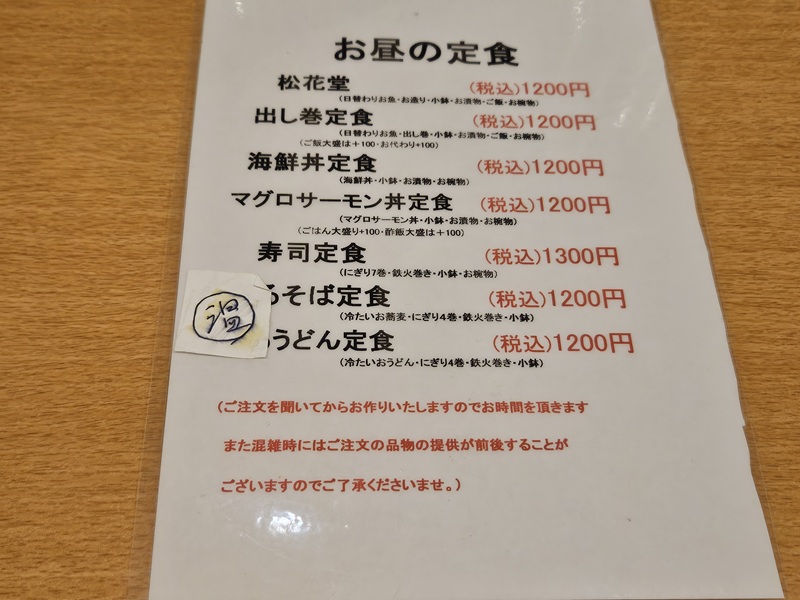 お昼の定食
松花堂 (税込)1200円
(日替わりお魚・お造り・小鉢・お漬物・ご飯・お椀物)
出し巻定食 (税込)1200円
(日替わりお魚・出し巻・小鉢・お漬物・ご飯・お椀物)
(ご飯大盛は+100・お代わり+100)
海鮮丼定食 (税込)1200円
(海鮮丼・小鉢・お漬物・お椀物)
マグロサーモン丼定食 (税込)1200円
(マグロサーモン丼・小鉢・お漬物・お椀物)
(ごはん大盛り+100・酢飯大盛は+100)
寿司定食 (税込)1300円
(にぎり7巻・鉄火巻き・小鉢・お椀物)
るそば定食 (税込)1200円
(冷たいお蕎麦・にぎり4巻・鉄火巻き・小鉢)
温
うどん定食 (税込)1200円
(冷たいおうどん・にぎり4巻・鉄火巻き・小鉢)
(ご注文を聞いてからお作りいたしますのでお時間を頂きます
また混雑時にはご注文の品物の提供が前後することが
ございますのでご了承くださいませ。)